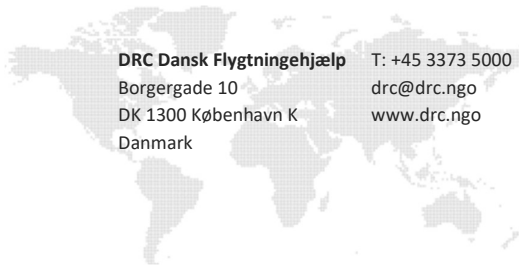 DRC Dansk Flygtningehjælp T: +45 3373 5000
Borgergade 10 drc@drc.ngo
DK 1300 København K www.drc.ngo
Danmark